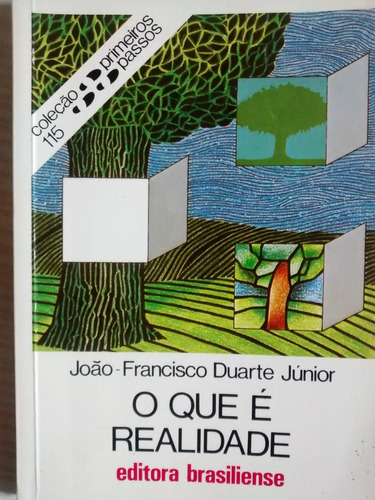 coleção
primeiros
passos
115
João-Francisco Duarte Júnior
O QUE É
REALIDADE
editora brasiliense